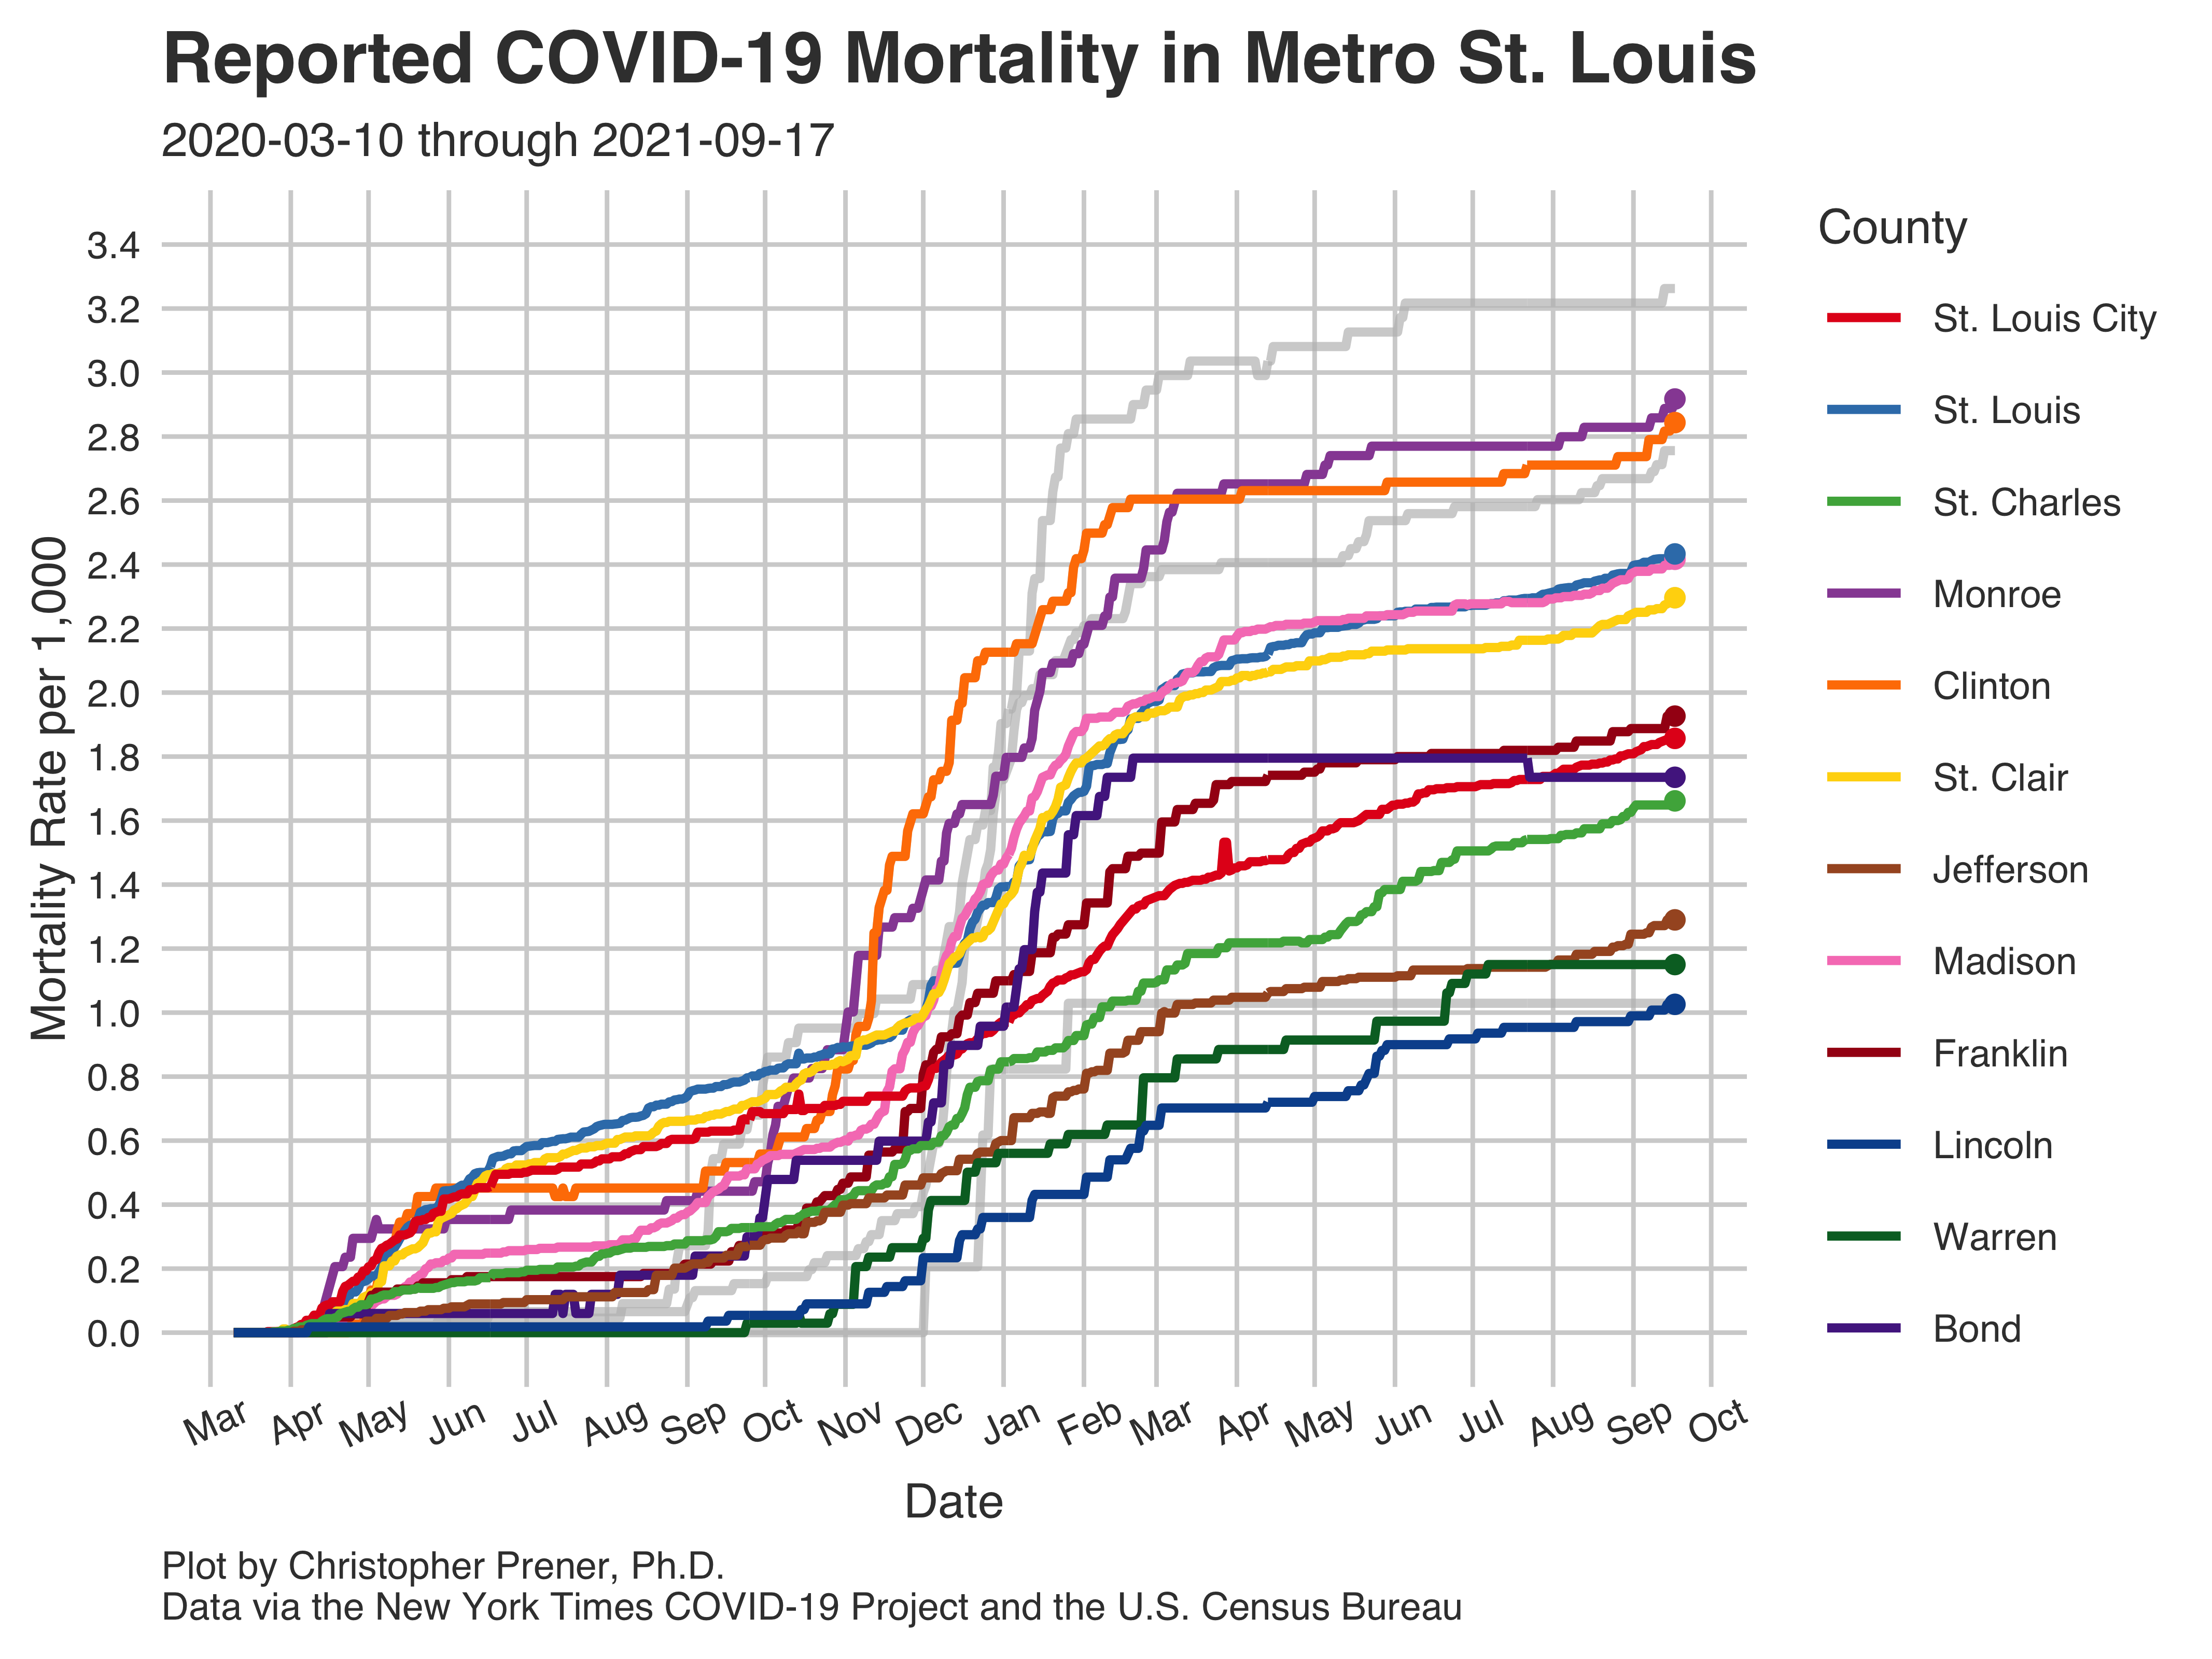 Reported COVID-19 Mortality in Metro St. Louis
2020-03-10 through 2021-09-17
Mortality Rate per 1,000
3.4
3.2
3.0
2.8
2.6
2.4
2.2
2.0
1.8
1.6
1.4
1.2
1.0
0.8
0.6
0.4
0.2
0.0
Mar Apr May Jun Jul Aug Sep Oct Nov Dec Jan Feb Mar Apr May Jun Jul Aug Sep Oct
Date
County
St. Louis City
St. Louis
St. Charles
Monroe
Clinton
St. Clair
Jefferson
Madison
Franklin
Lincoln
Warren
Bond
Plot by Christopher Prener, Ph.D.
Data via the New York Times COVID-19 Project and the U.S. Census Bureau